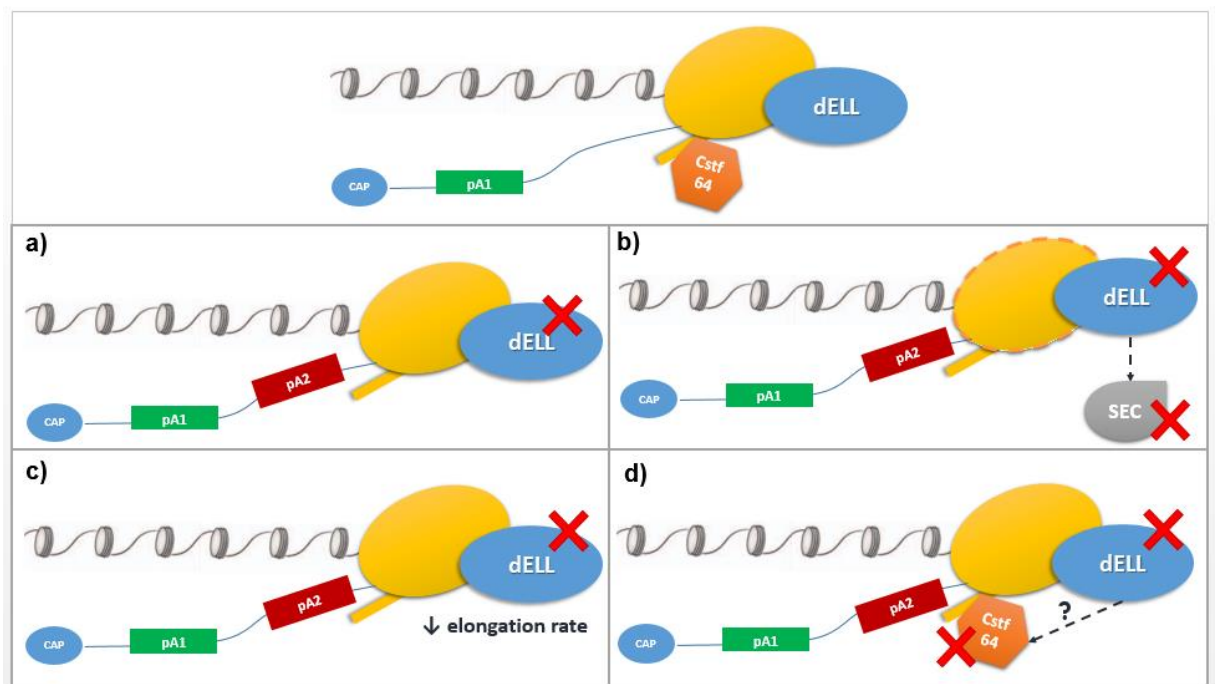 dELL
Cstf
64
CAP
pA1
a)
dELL
pA2
CAP
pA1
b)
dELL
pA2
CAP
pA1
SEC
c)
dELL
pA2
↓ elongation rate
CAP
pA1
d)
dELL
pA2
?
Cstf
64
CAP
pA1